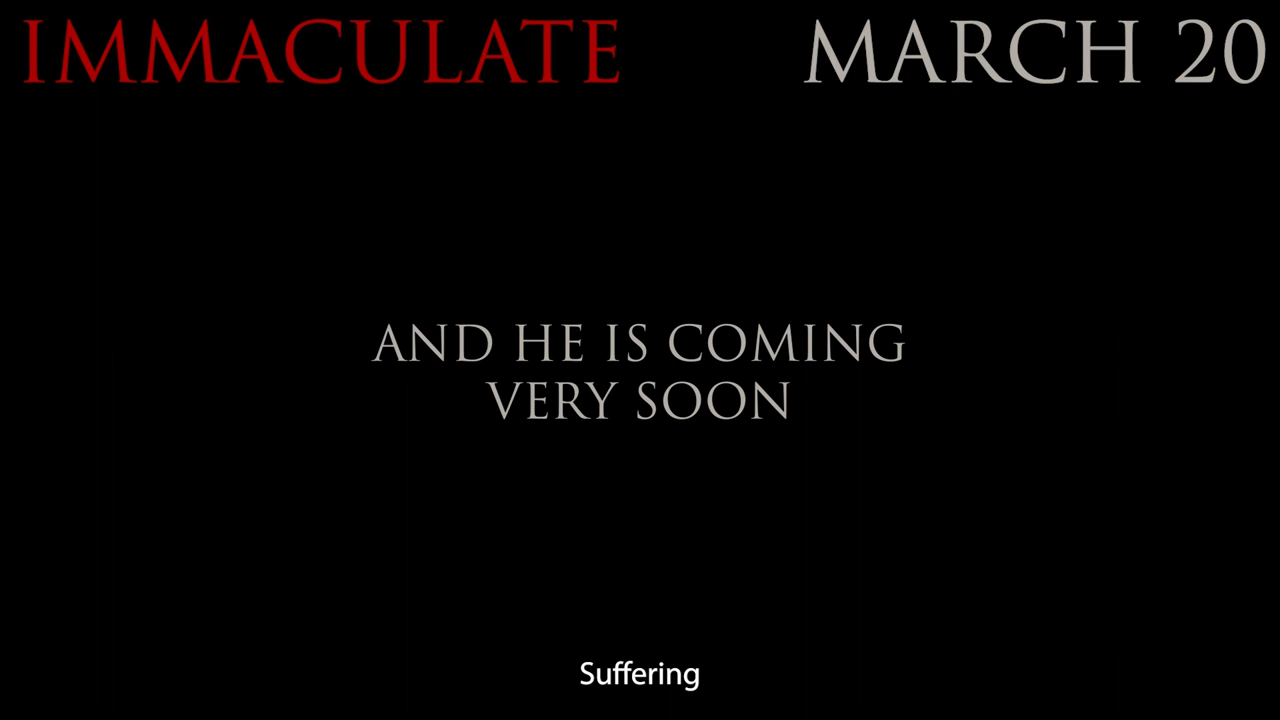 IMMACULATE
MARCH 20
AND HE IS COMING
VERY SOON
Suffering